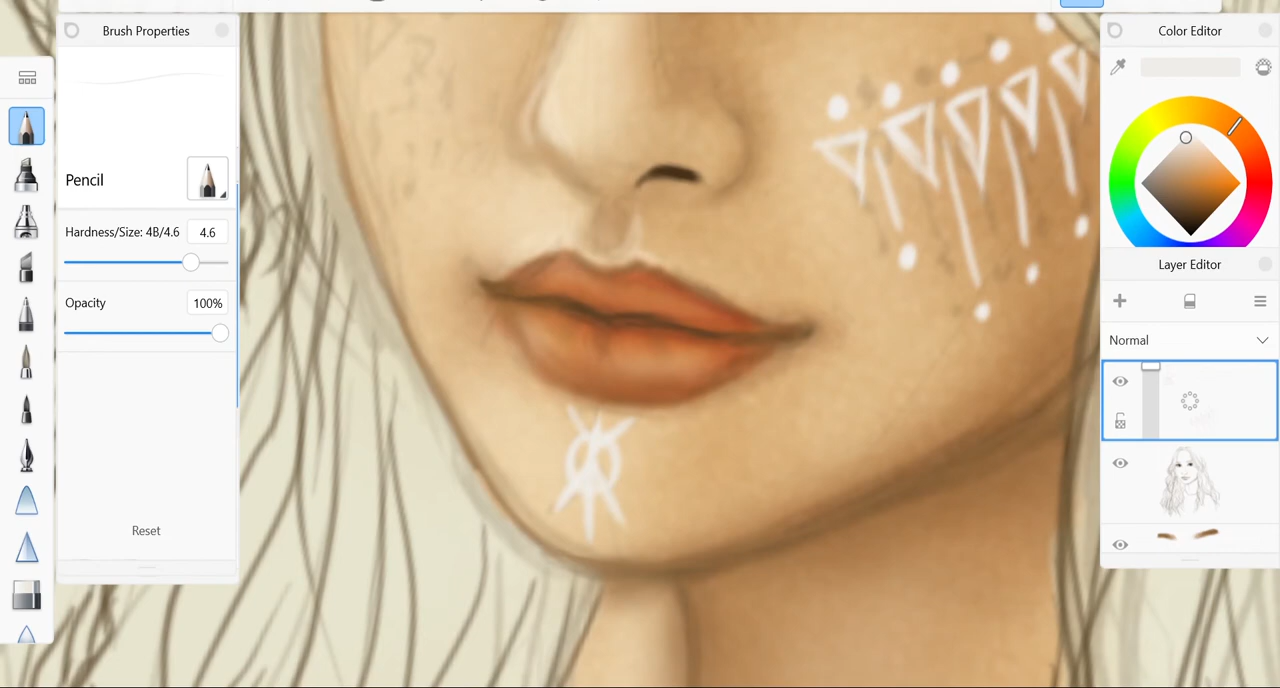 Brush Properties
Pencil
Hardness/Size: 4B/4.6 4.6
Opacity 100%
Reset
Color Editor
Layer Editor
Normal